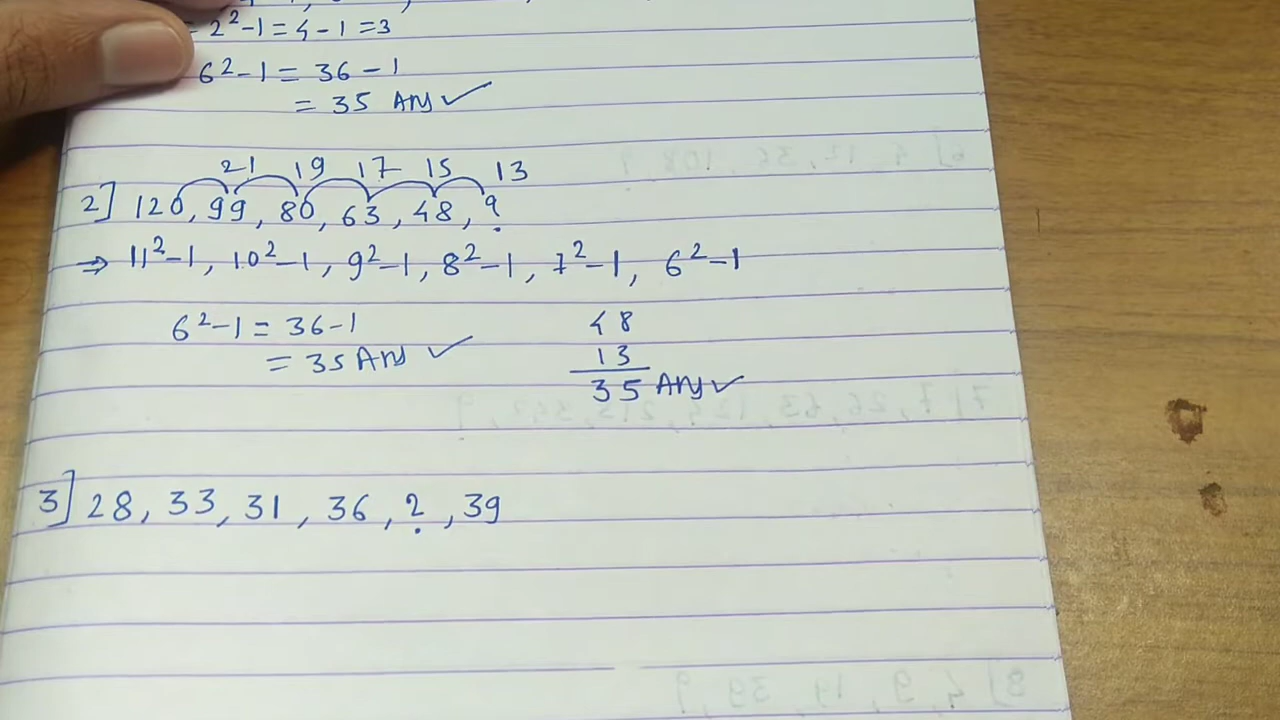 = 2²-1 = 4-1 = 3
6²-1 = 36-1
= 35 Ans ✓
21 19 17 15 13
2] 120, 99, 80, 63, 48, ?
⇒ 11²-1, 10²-1, 9²-1, 8²-1, 7²-1, 6²-1
6²-1 = 36-1
= 35 Ans ✓
48
13
35 Ans ✓
3] 28, 33, 31, 36, ?, 39